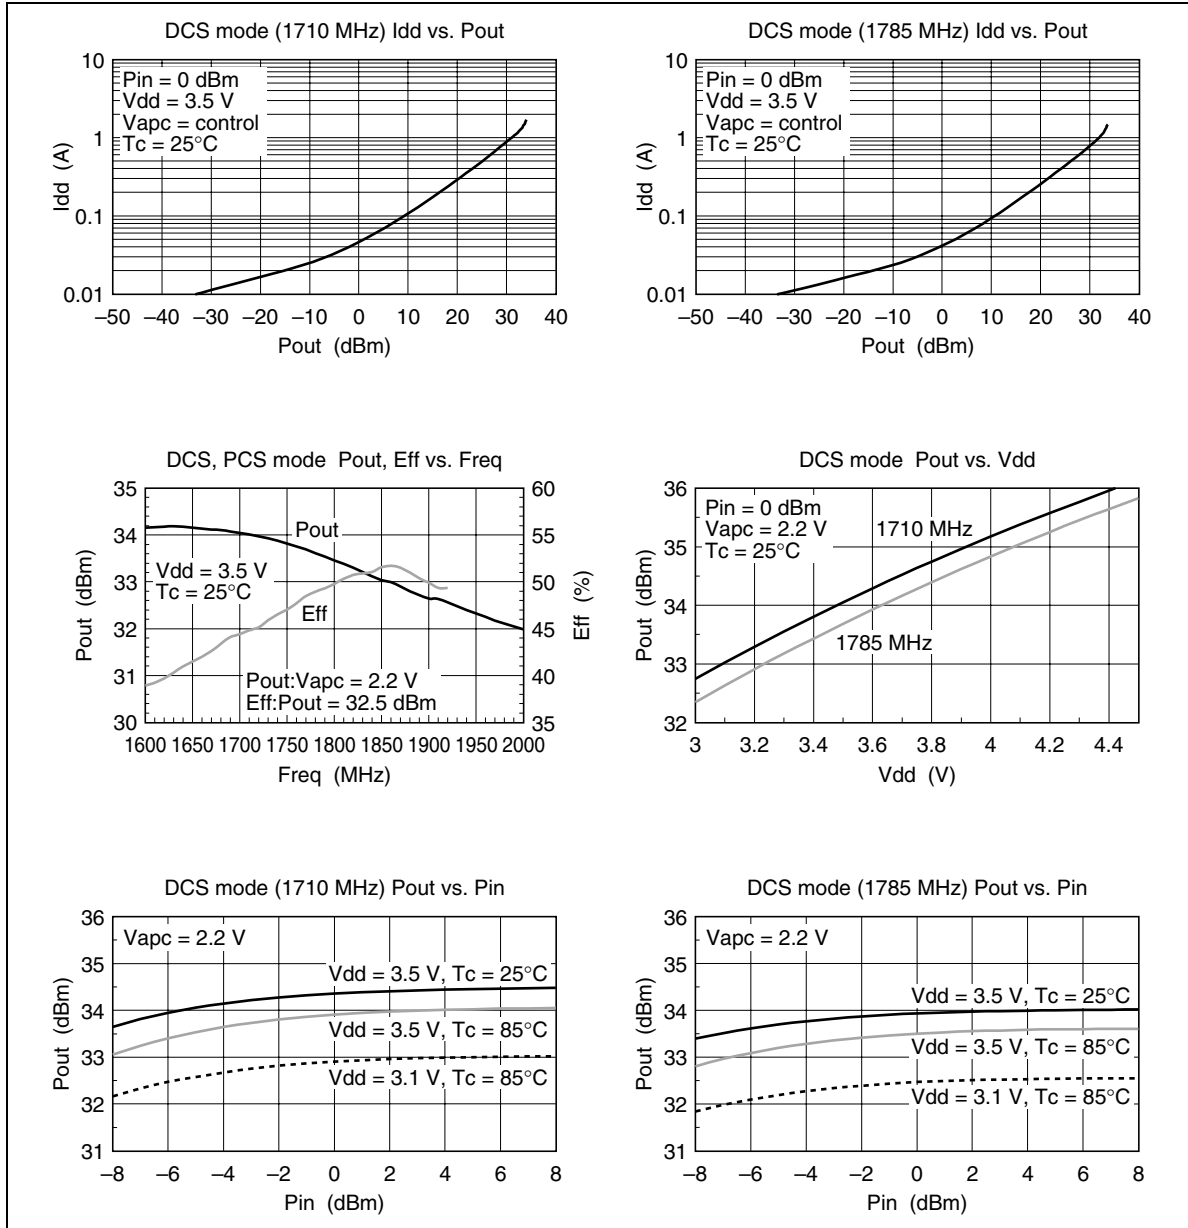 DCS mode (1710 MHz) Idd vs. Pout
10
1
0.1
0.01
Idd (A)
Pin = 0 dBm
Vdd = 3.5 V
Vapc = control
Tc = 25°C
–50 –40 –30 –20 –10 0 10 20 30 40
Pout (dBm)
DCS mode (1785 MHz) Idd vs. Pout
10
1
0.1
0.01
Idd (A)
Pin = 0 dBm
Vdd = 3.5 V
Vapc = control
Tc = 25°C
–50 –40 –30 –20 –10 0 10 20 30 40
Pout (dBm)
DCS, PCS mode Pout, Eff vs. Freq
35
34
33
32
31
30
Pout (dBm)
Pout
Vdd = 3.5 V
Tc = 25°C
Eff
Pout:Vapc = 2.2 V
Eff:Pout = 32.5 dBm
60
55
50
45
40
35
Eff (%)
1600 1650 1700 1750 1800 1850 1900 1950 2000
Freq (MHz)
DCS mode Pout vs. Vdd
36
35
34
33
32
Pout (dBm)
Pin = 0 dBm
Vapc = 2.2 V
Tc = 25°C
1710 MHz
1785 MHz
3 3.2 3.4 3.6 3.8 4 4.2 4.4
Vdd (V)
DCS mode (1710 MHz) Pout vs. Pin
36
35
34
33
32
31
Pout (dBm)
Vapc = 2.2 V
Vdd = 3.5 V, Tc = 25°C
Vdd = 3.5 V, Tc = 85°C
Vdd = 3.1 V, Tc = 85°C
–8 –6 –4 –2 0 2 4 6 8
Pin (dBm)
DCS mode (1785 MHz) Pout vs. Pin
36
35
34
33
32
31
Pout (dBm)
Vapc = 2.2 V
Vdd = 3.5 V, Tc = 25°C
Vdd = 3.5 V, Tc = 85°C
Vdd = 3.1 V, Tc = 85°C
–8 –6 –4 –2 0 2 4 6 8
Pin (dBm)